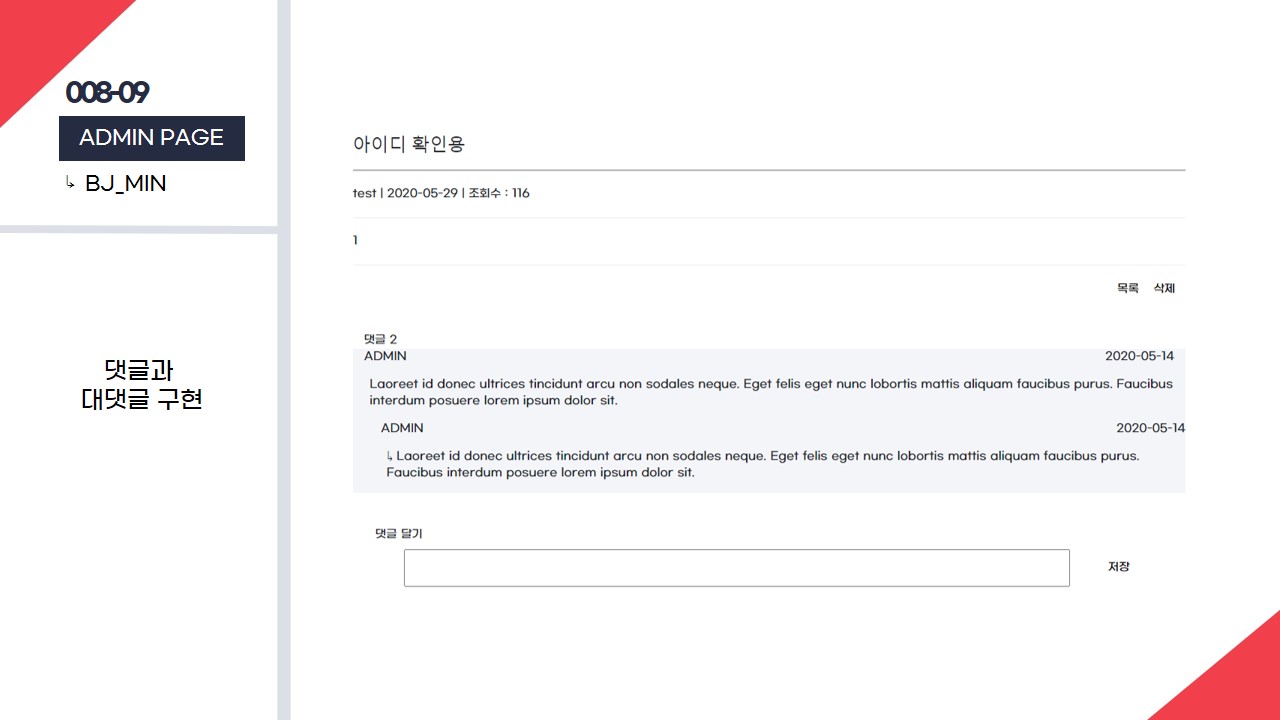 008-09
ADMIN PAGE
↳ BJ_MIN
댓글과
대댓글 구현
아이디 확인용
test | 2020-05-29 | 조회수 : 116
1
목록 삭제
댓글 2
ADMIN 2020-05-14
Laoreet id donec ultrices tincidunt arcu non sodales neque. Eget felis eget nunc lobortis mattis aliquam faucibus purus. Faucibus
interdum posuere lorem ipsum dolor sit.
ADMIN 2020-05-14
↳ Laoreet id donec ultrices tincidunt arcu non sodales neque. Eget felis eget nunc lobortis mattis aliquam faucibus purus.
Faucibus interdum posuere lorem ipsum dolor sit.
댓글 달기
저장